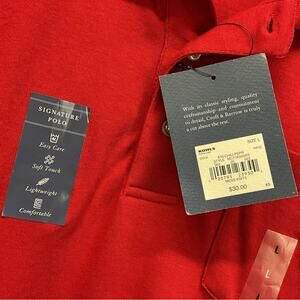 SIGNATURE
POLO
Easy Care
Soft Touch
Lightweight
Comfortable
With its classic styling, quality
craftsmanship and commitment
to detail, Croft & Barrow is truly
a cut above the rest.
KOHL'S
SIZE L
$30.00
L
L